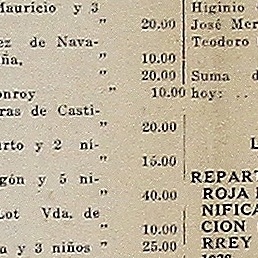 Mauricio y 3
” 20.00
ez de Nava-
ña, ” 10.00
” 20.00
onroy ” 10.00
ras de Casti-
” 20.00
urto y 2 ni-
” 15.00
gón y 5 ni-
” 40.00
Lot Vda. de
” 10.00
a y 3 niños ” 25.00
Higinio
José Mer
Teodoro
Suma d
hoy: ..
L
REPART
ROJA
NIFICA
CION
RREY